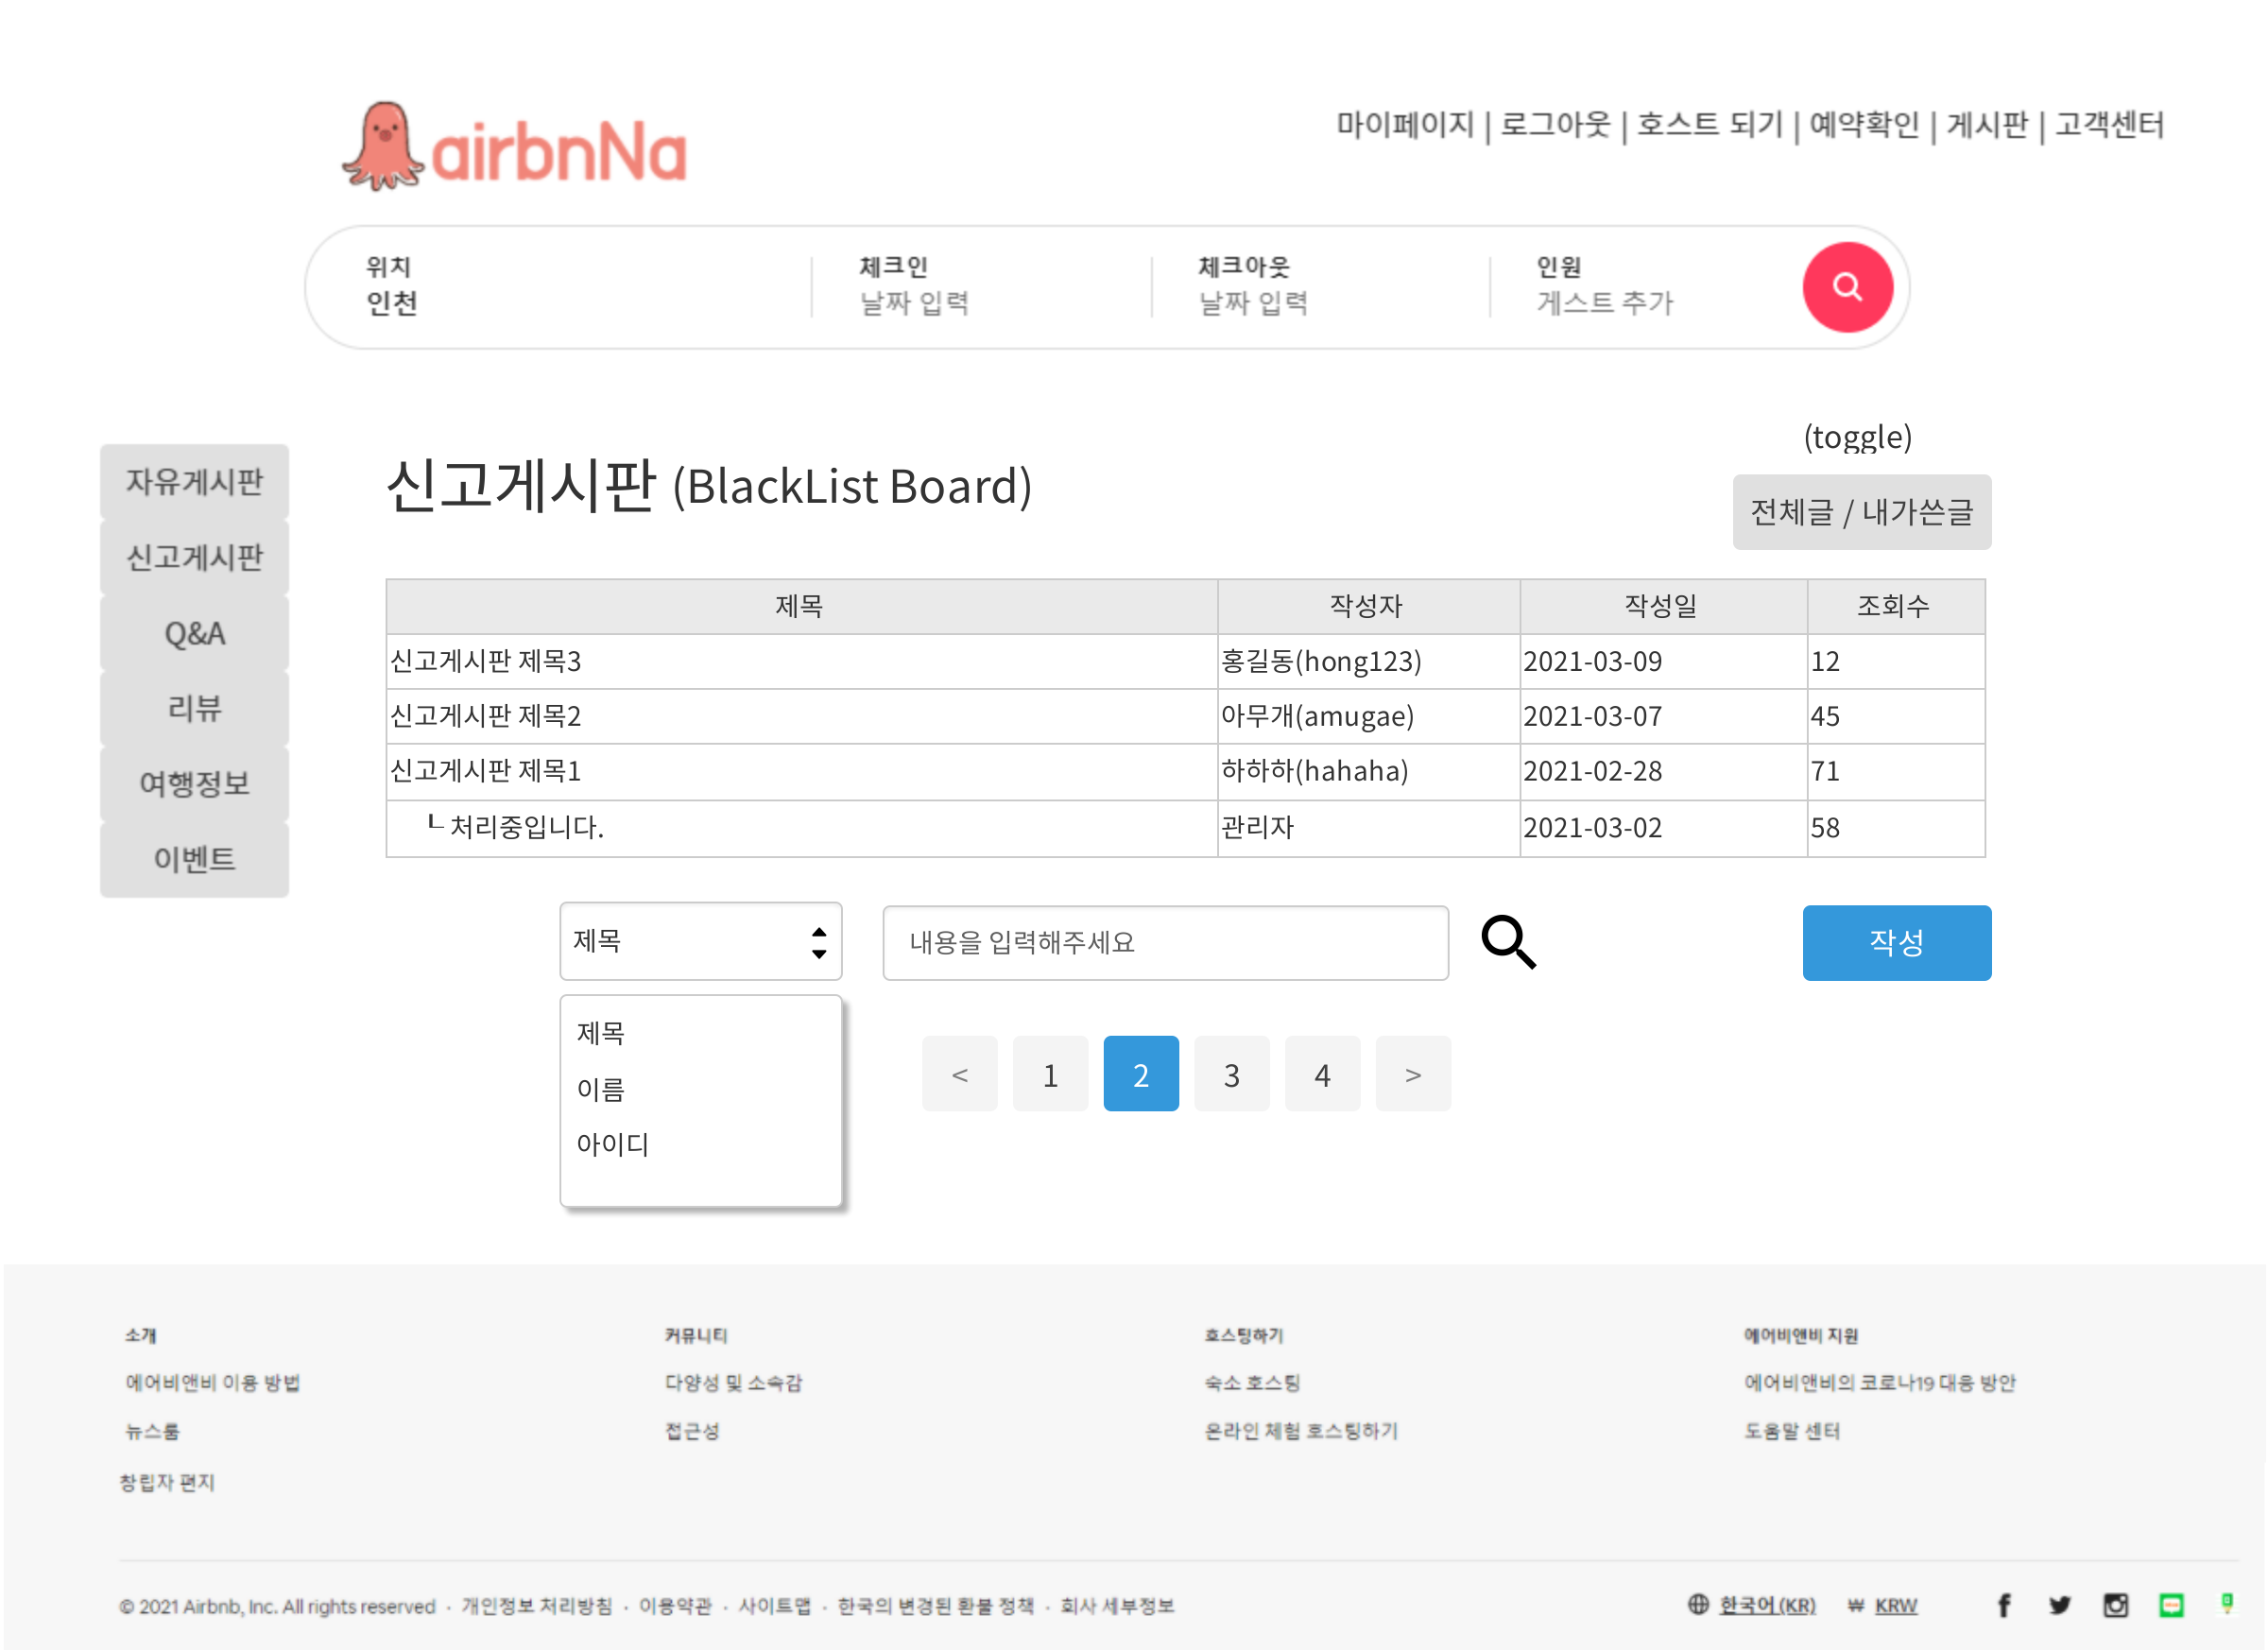 airbnNa
마이페이지 | 로그아웃 | 호스트 되기 | 예약확인 | 게시판 | 고객센터
위치 체크인 체크아웃 인원
인천 날짜 입력 날짜 입력 게스트 추가
(toggle)
전체글 / 내가쓴글
신고게시판 (BlackList Board)
자유게시판
신고게시판
Q&A
리뷰
여행정보
이벤트
제목 작성자 작성일 조회수
신고게시판 제목3 홍길동(hong123) 2021-03-09 12
신고게시판 제목2 아무개(amugae) 2021-03-07 45
신고게시판 제목1 하하하(hahaha) 2021-02-28 71
┗ 처리중입니다. 관리자 2021-03-02 58
제목 내용을 입력해주세요 작성
제목
이름
아이디
< 1 2 3 4 >
소개 커뮤니티 호스팅하기 에어비앤비 지원
에어비앤비 이용 방법 다양성 및 소속감 숙소 호스팅 에어비앤비의 코로나19 대응 방안
뉴스룸 접근성 온라인 체험 호스팅하기 도움말 센터
창립자 편지
© 2021 Airbnb, Inc. All rights reserved · 개인정보 처리방침 · 이용약관 · 사이트맵 · 한국의 변경된 환불 정책 · 회사 세부정보 한국어 (KR) ₩ KRW